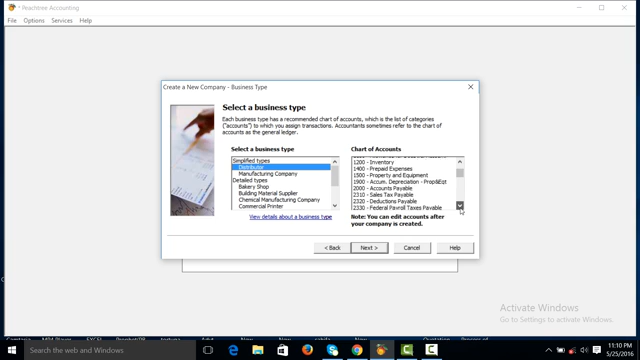 Peachtree Accounting
File Options Services Help
Create a New Company - Business Type
Select a business type
Each business type has a recommended chart of accounts, which is the list of categories
("accounts") to which you assign transactions. Accountants sometimes refer to the chart of
accounts as the general ledger.
Select a business type
Simplified types
Distributor
Manufacturing Company
Detailed types
Bakery Shop
Building Material Supplier
Chemical Manufacturing Company
Commercial Printer
View details about a business type
Chart of Accounts
1200 - Inventory
1400 - Prepaid Expenses
1500 - Property and Equipment
1900 - Accum. Depreciation - Prop&Eqt
2000 - Accounts Payable
2310 - Sales Tax Payable
2320 - Deductions Payable
2330 - Federal Payroll Taxes Payable
Note: You can edit accounts after
your company is created.
< Back Next > Cancel Help
Activate Windows
Go to Settings to activate Windows.
Search the web and Windows
11:10 PM
5/25/2016